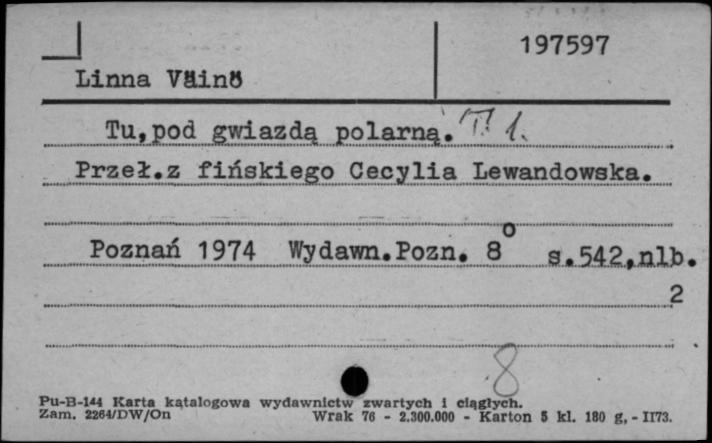 197597
Linna Väinö
Tu,pod gwiazdą polarną. T. 1.
Przeł.z fińskiego Cecylia Lewandowska.
Poznań 1974 Wydawn.Pozn. 8° s.542,nlb.
2
8
Pu-B-144 Karta katalogowa wydawnictw zwartych i ciągłych.
Zam. 2264/DW/On Wrak 76 - 2.300.000 - Karton 5 kl. 180 g, - II73.